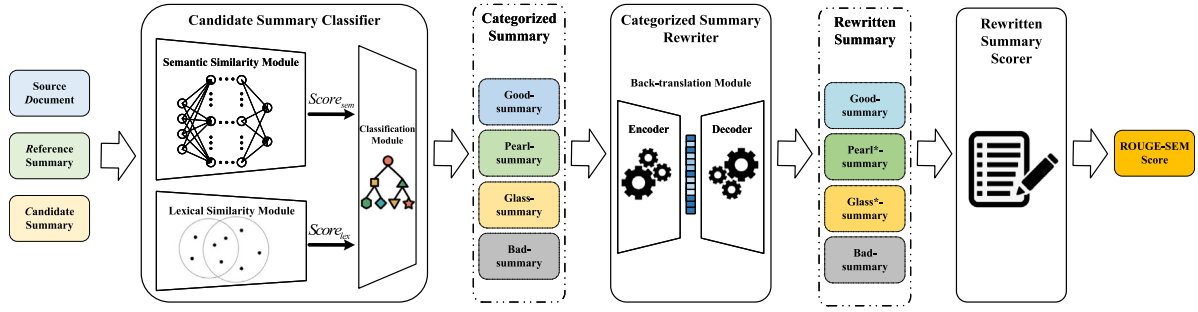 Source
Document
Reference
Summary
Candidate
Summary
Candidate Summary Classifier
Semantic Similarity Module
Score_sem
Lexical Similarity Module
Score_lex
Classification
Module
Categorized
Summary
Good-
summary
Pearl-
summary
Glass-
summary
Bad-
summary
Categorized Summary
Rewriter
Back-translation Module
Encoder
Decoder
Rewritten
Summary
Good-
summary
Pearl*-
summary
Glass*-
summary
Bad-
summary
Rewritten
Summary
Scorer
ROUGE-SEM
Score